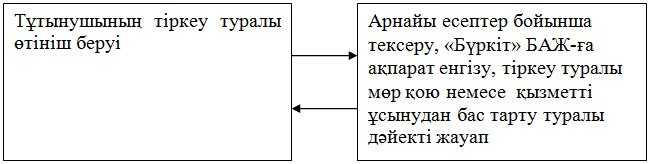 Тұтынушының тіркеу туралы
өтініш беруі
Арнайы есептер бойынша
тексеру, «Бүркіт» БАЖ-ға
ақпарат енгізу, тіркеу туралы
мөр қою немесе қызметті
ұсынудан бас тарту туралы
дәйекті жауап